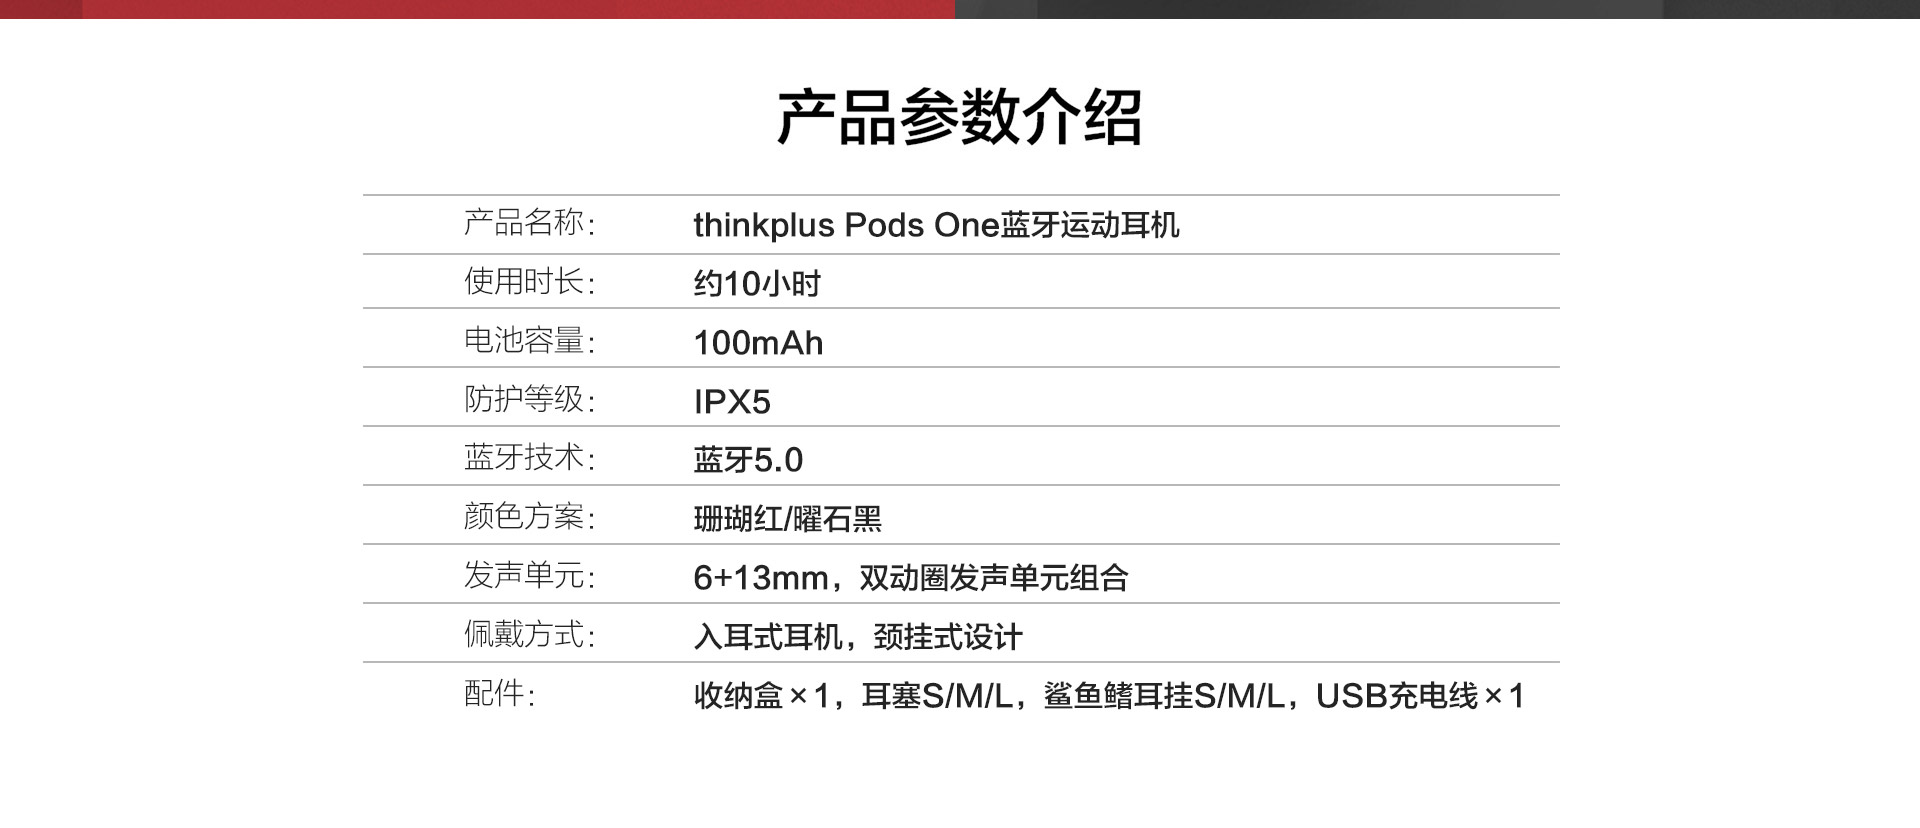 产品参数介绍
产品名称： thinkplus Pods One蓝牙运动耳机
使用时长： 约10小时
电池容量： 100mAh
防护等级： IPX5
蓝牙技术： 蓝牙5.0
颜色方案： 珊瑚红/曜石黑
发声单元： 6+13mm，双动圈发声单元组合
佩戴方式： 入耳式耳机，颈挂式设计
配件： 收纳盒×1，耳塞S/M/L，鲨鱼鳍耳挂S/M/L，USB充电线×1